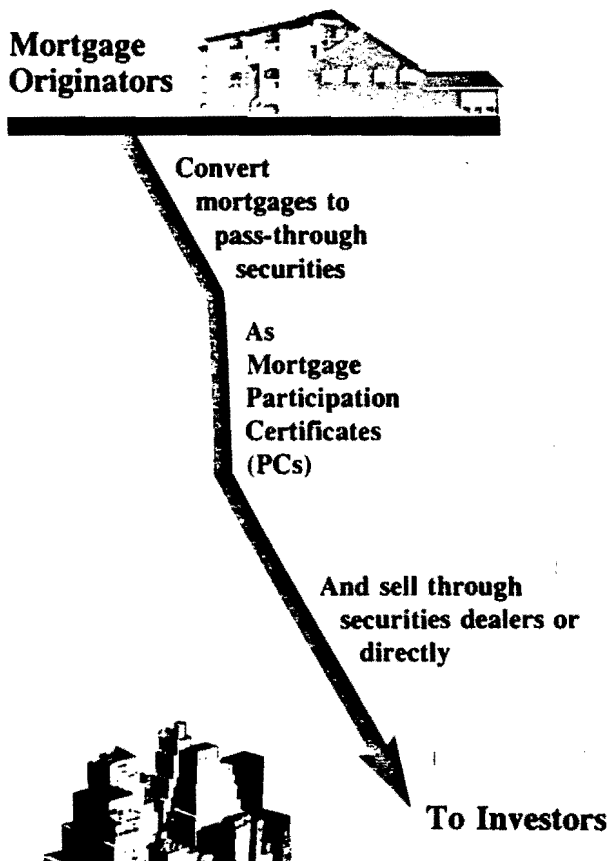 Mortgage
Originators
Convert
mortgages to
pass-through
securities
As
Mortgage
Participation
Certificates
(PCs)
And sell through
securities dealers or
directly
To Investors